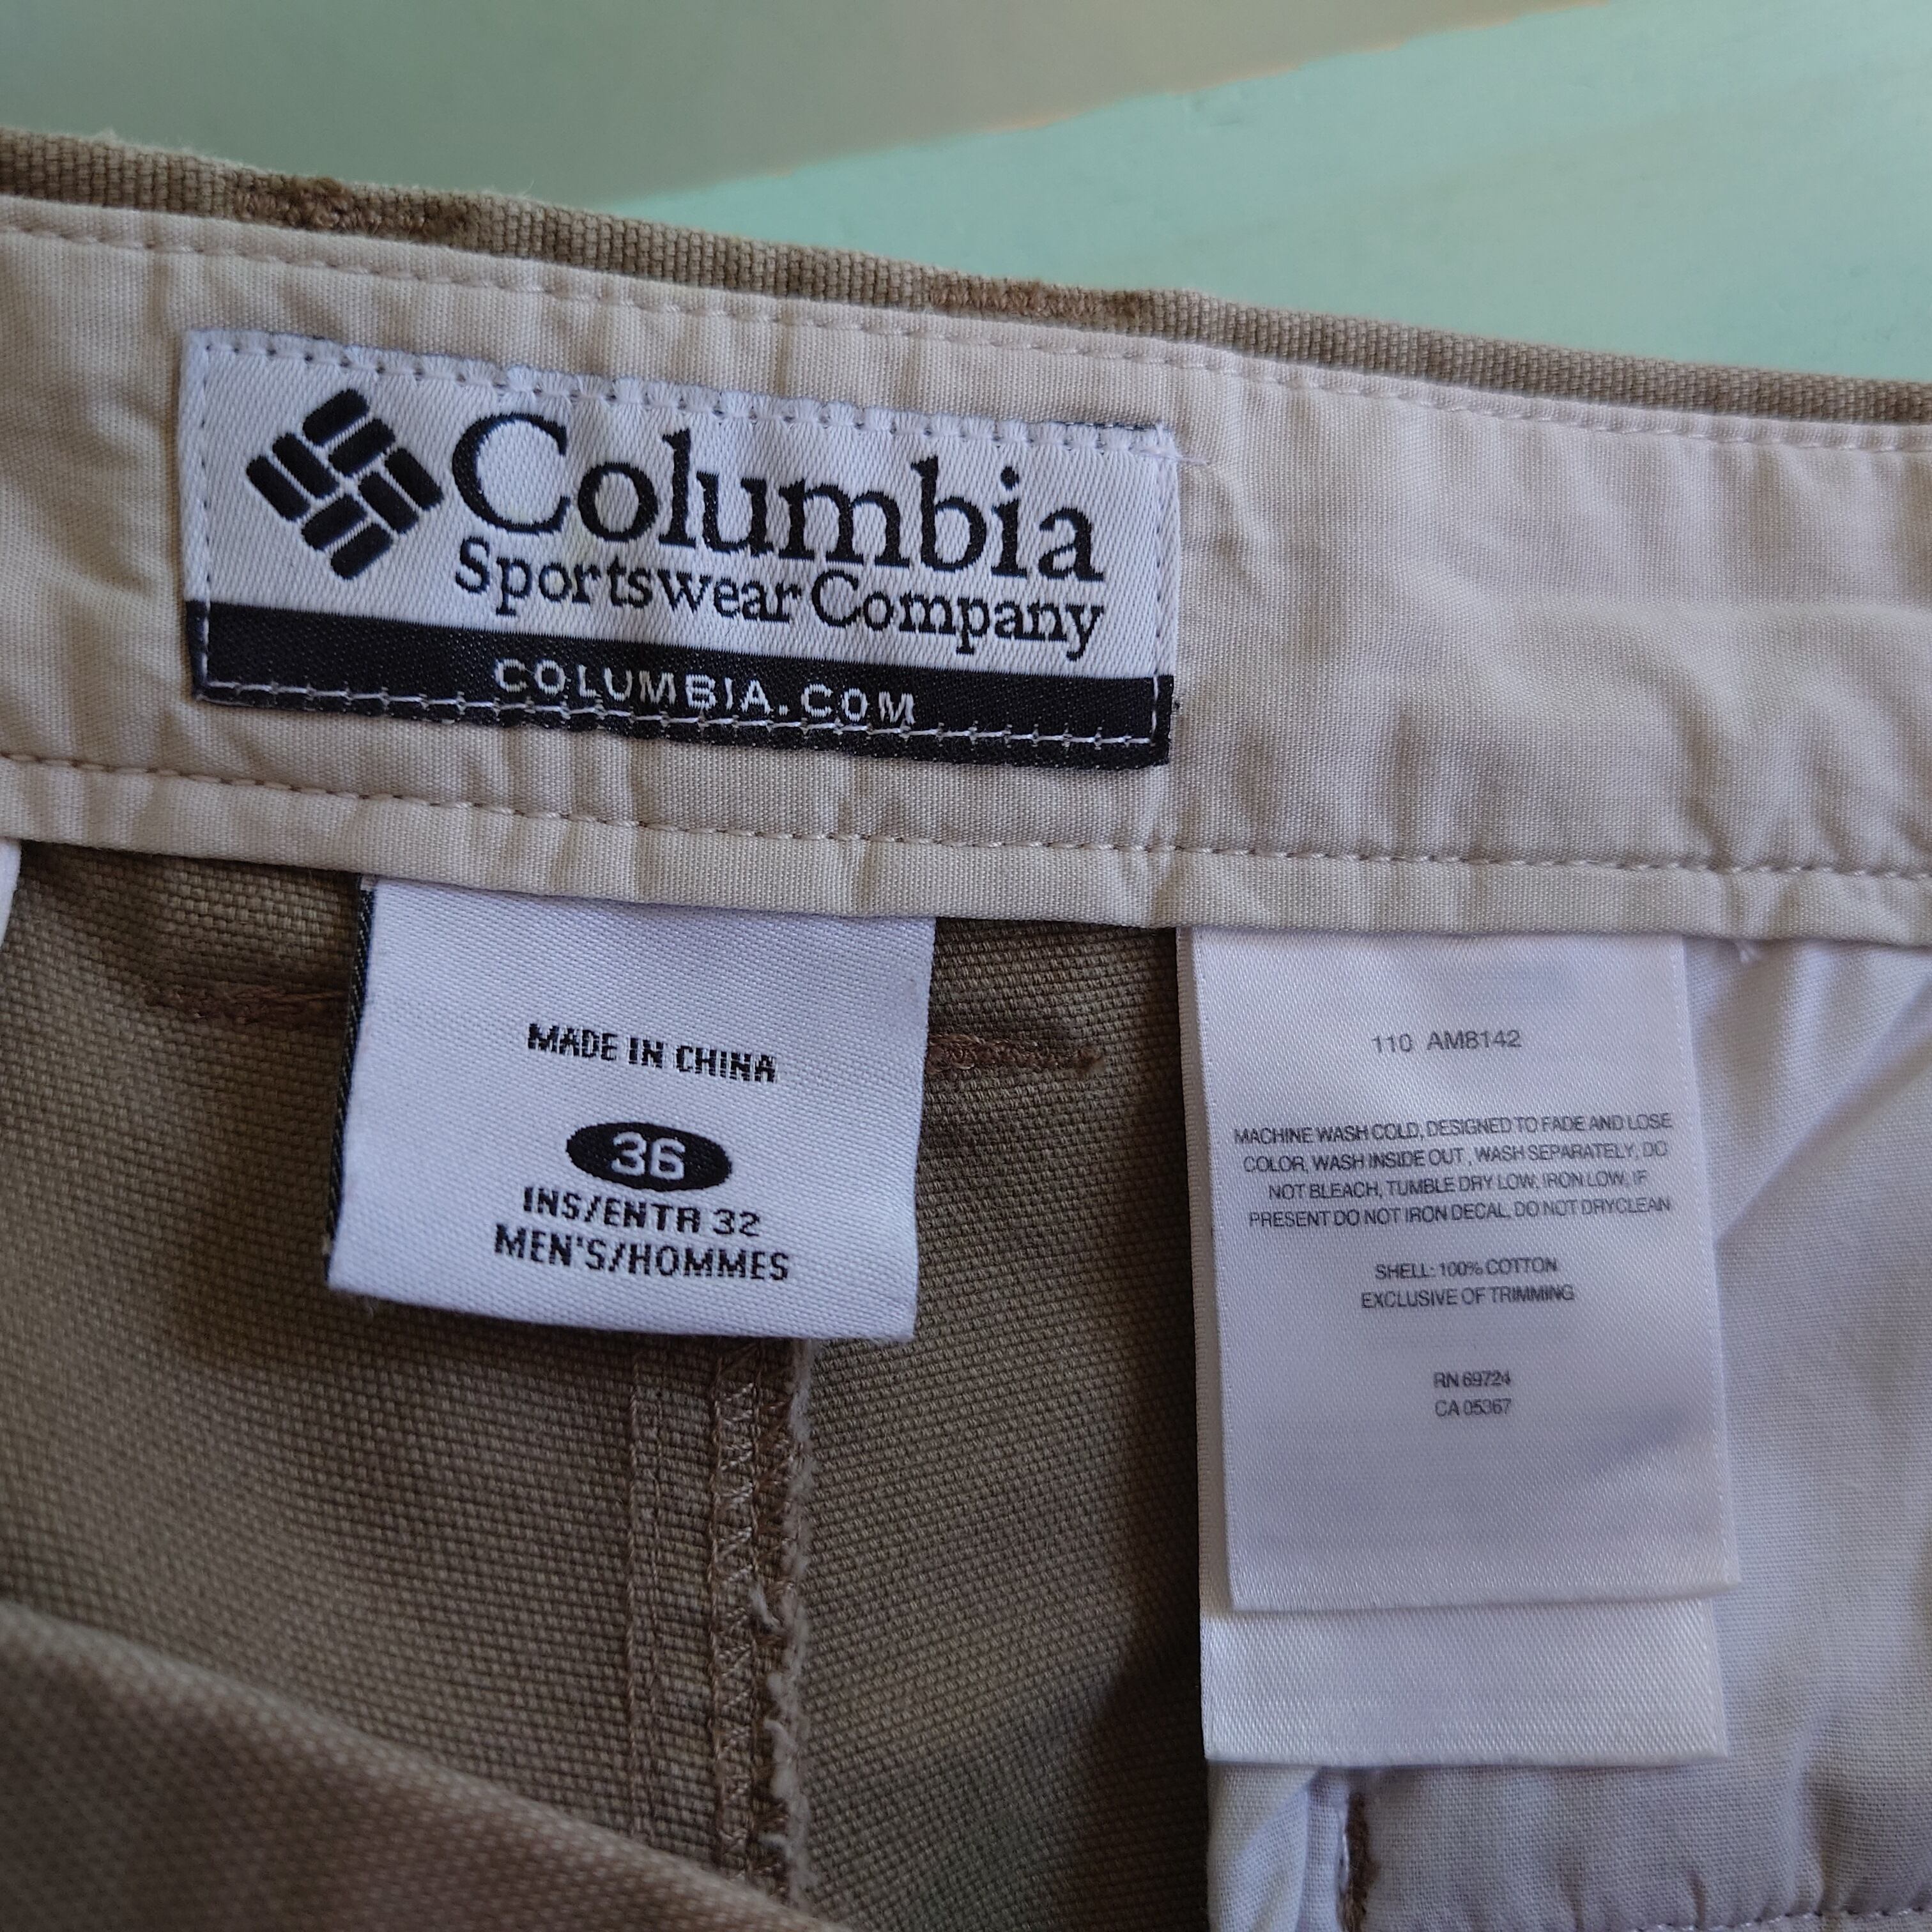 Columbia
Sportswear Company
COLUMBIA.COM
MADE IN CHINA
36
INS/ENTR 32
MEN'S/HOMMES
110 AM8142
MACHINE WASH COLD, DESIGNED TO FADE AND LOSE
COLOR, WASH INSIDE OUT , WASH SEPARATELY, DO
NOT BLEACH, TUMBLE DRY LOW, IRON LOW, IF
PRESENT DO NOT IRON DECAL, DO NOT DRYCLEAN
SHELL: 100% COTTON
EXCLUSIVE OF TRIMMING
RN 69724
CA 05367